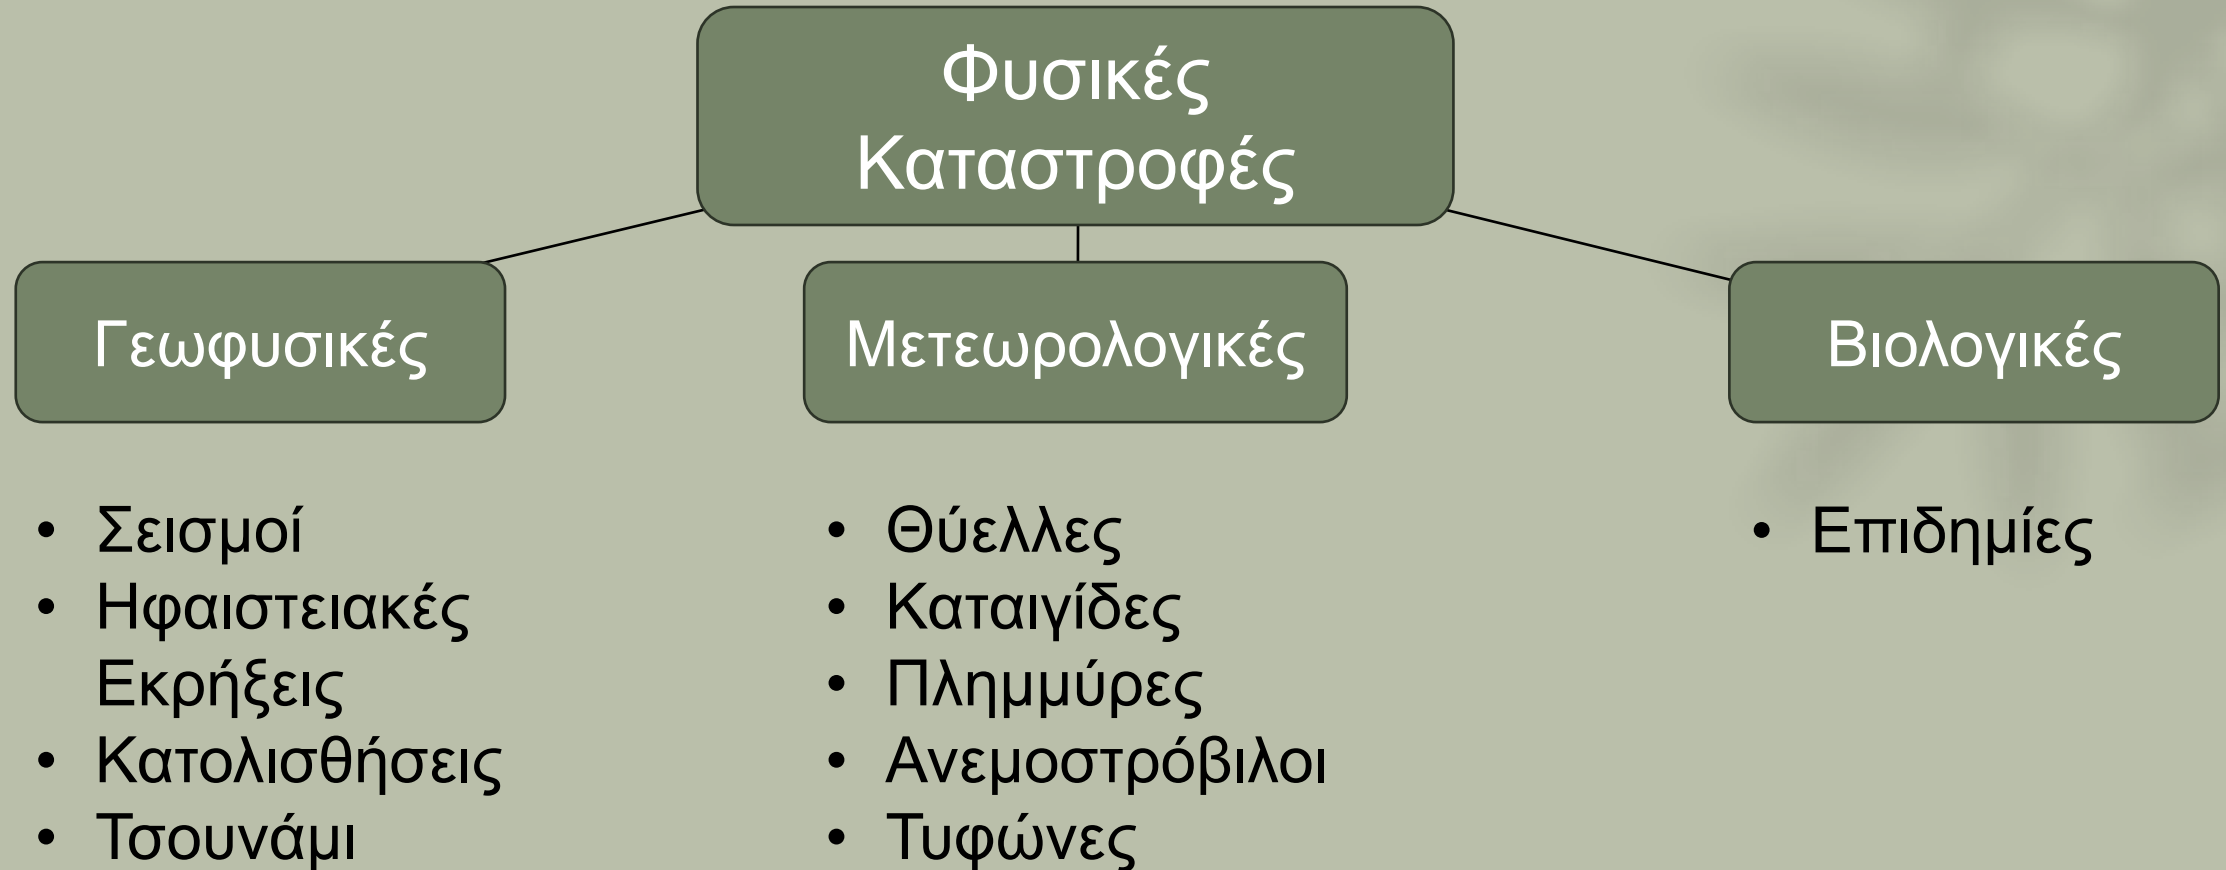 Φυσικές
Καταστροφές
Γεωφυσικές
Μετεωρολογικές
Βιολογικές
• Σεισμοί
• Ηφαιστειακές
Εκρήξεις
• Κατολισθήσεις
• Τσουνάμι
• Θύελλες
• Καταιγίδες
• Πλημμύρες
• Ανεμοστρόβιλοι
• Τυφώνες
• Επιδημίες